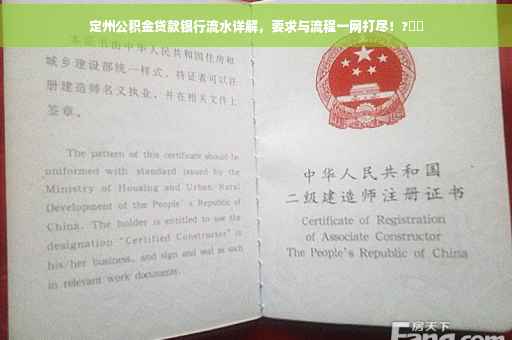 定州公积金贷款银行流水详解，要求与流程一网打尽！?
本证书由中华人民共和国住房和
城乡建设部统一样式，持证者可以注
册建造师名义执业，并在相关文件上
签章。
The pattern of this certificate should be
uniformed with standard issued by the
Ministry of Housing and Urban Rural
Development of the People's Republic of
China. The holder is entitled to use the
designation "Certified Constructor" in
his/her business, and sign and seal as such
in relevant work documents.
中华人民共和国
二级建造师注册证书
Certificate of Registration
of Associate Constructor
The People's Republic of China
房天下
Fang.com